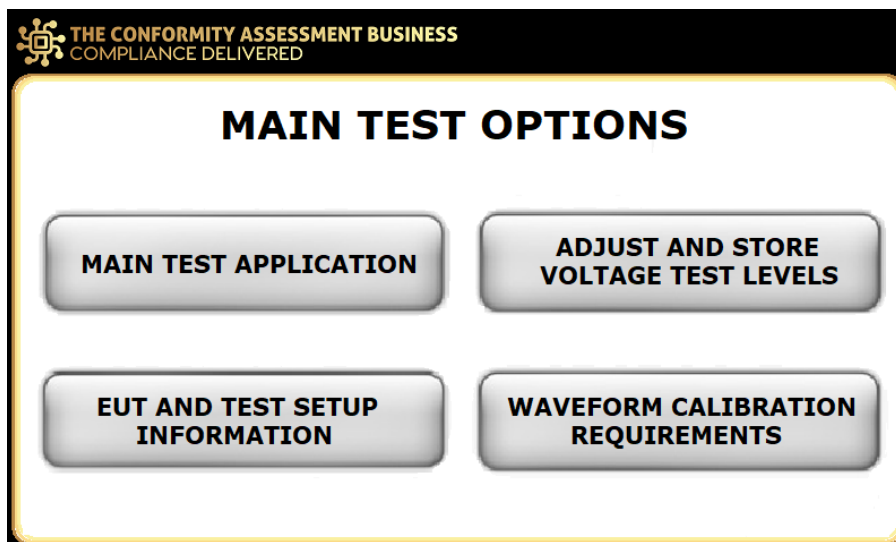 THE CONFORMITY ASSESSMENT BUSINESS
COMPLIANCE DELIVERED
MAIN TEST OPTIONS
MAIN TEST APPLICATION
ADJUST AND STORE
VOLTAGE TEST LEVELS
EUT AND TEST SETUP
INFORMATION
WAVEFORM CALIBRATION
REQUIREMENTS